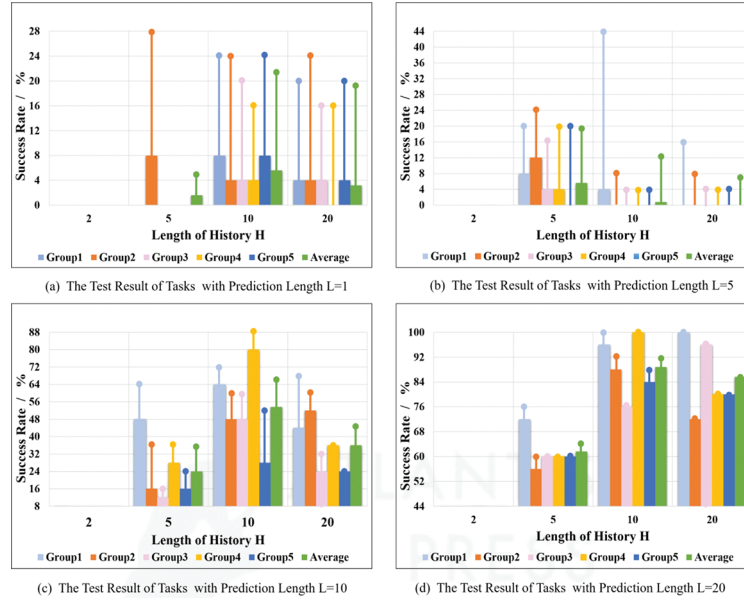 28
24
20
16
12
8
4
0
Success Rate / %
2 5 10 20
Length of History H
Group1 Group2 Group3 Group4 Group5 Average
(a) The Test Result of Tasks with Prediction Length L=1
44
40
36
32
28
24
20
16
12
8
4
0
Success Rate / %
2 5 10 20
Length of History H
Group1 Group2 Group3 Group4 Group5 Average
(b) The Test Result of Tasks with Prediction Length L=5
88
80
72
64
56
48
40
32
24
16
8
Success Rate / %
2 5 10 20
Length of History H
Group1 Group2 Group3 Group4 Group5 Average
(c) The Test Result of Tasks with Prediction Length L=10
100
92
84
76
68
60
52
44
Success Rate / %
2 5 10 20
Length of History H
Group1 Group2 Group3 Group4 Group5 Average
(d) The Test Result of Tasks with Prediction Length L=20
PRESS